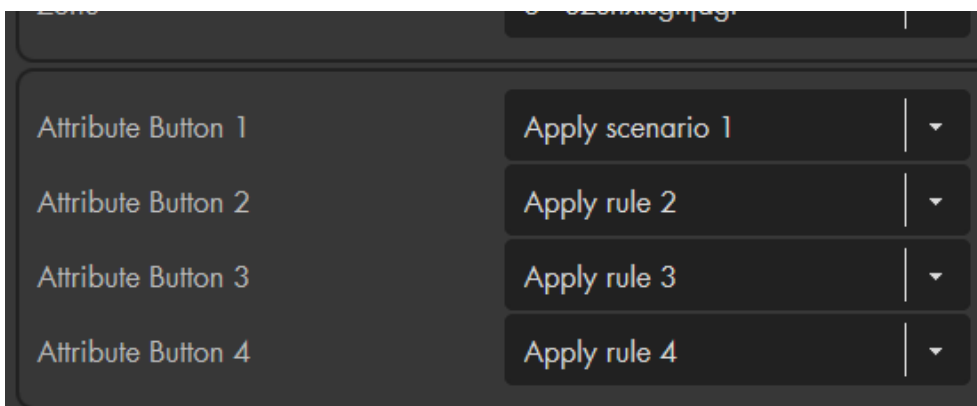 Attribute Button 1 Apply scenario 1
Attribute Button 2 Apply rule 2
Attribute Button 3 Apply rule 3
Attribute Button 4 Apply rule 4